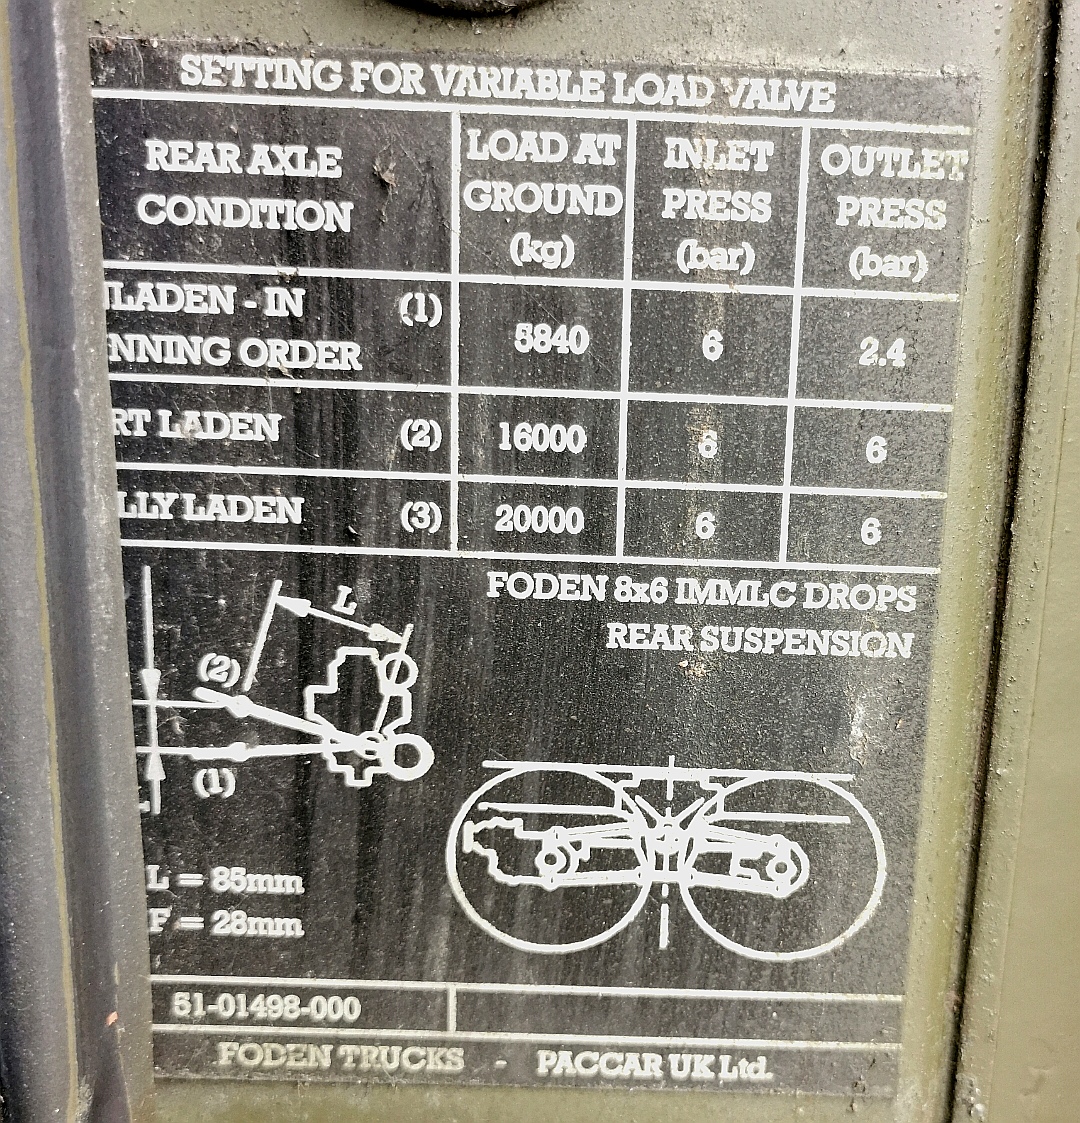 SETTING FOR VARIABLE LOAD VALVE
REAR AXLE CONDITION LOAD AT GROUND (kg) INLET PRESS (bar) OUTLET PRESS (bar)
LADEN - IN (1)
NNING ORDER 5840 6 2.4
RT LADEN (2) 16000 6 6
LLY LADEN (3) 20000 6 6
FODEN 8x6 IMMLC DROPS
REAR SUSPENSION
L
(2)
(1)
L = 85mm
F = 28mm
51-01498-000
FODEN TRUCKS - PACCAR UK Ltd.